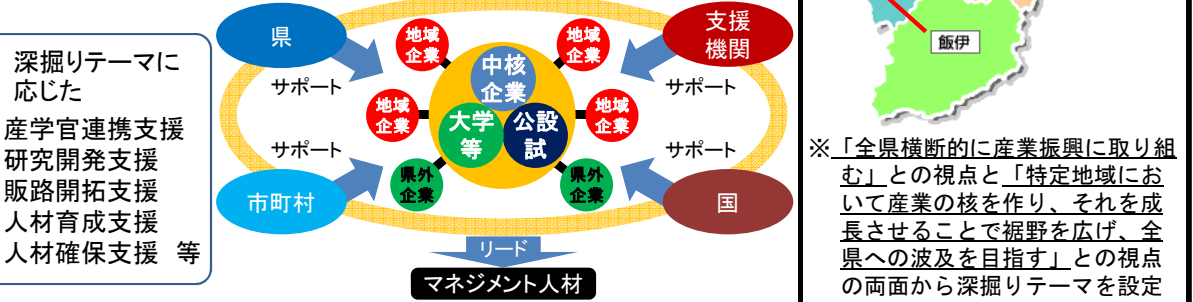 深掘りテーマに
応じた
産学官連携支援
研究開発支援
販路開拓支援
人材育成支援
人材確保支援 等
県
支援
機関
サポート
サポート
サポート
サポート
市町村
国
地域
企業
地域
企業
地域
企業
地域
企業
県外
企業
県外
企業
中核
企業
大学
等
公設
試
リード
マネジメント人材
飯伊
※「全県横断的に産業振興に取り組
む」との視点と「特定地域にお
いて産業の核を作り、それを成
長させることで裾野を広げ、全
県への波及を目指す」との視点
の両面から深掘りテーマを設定